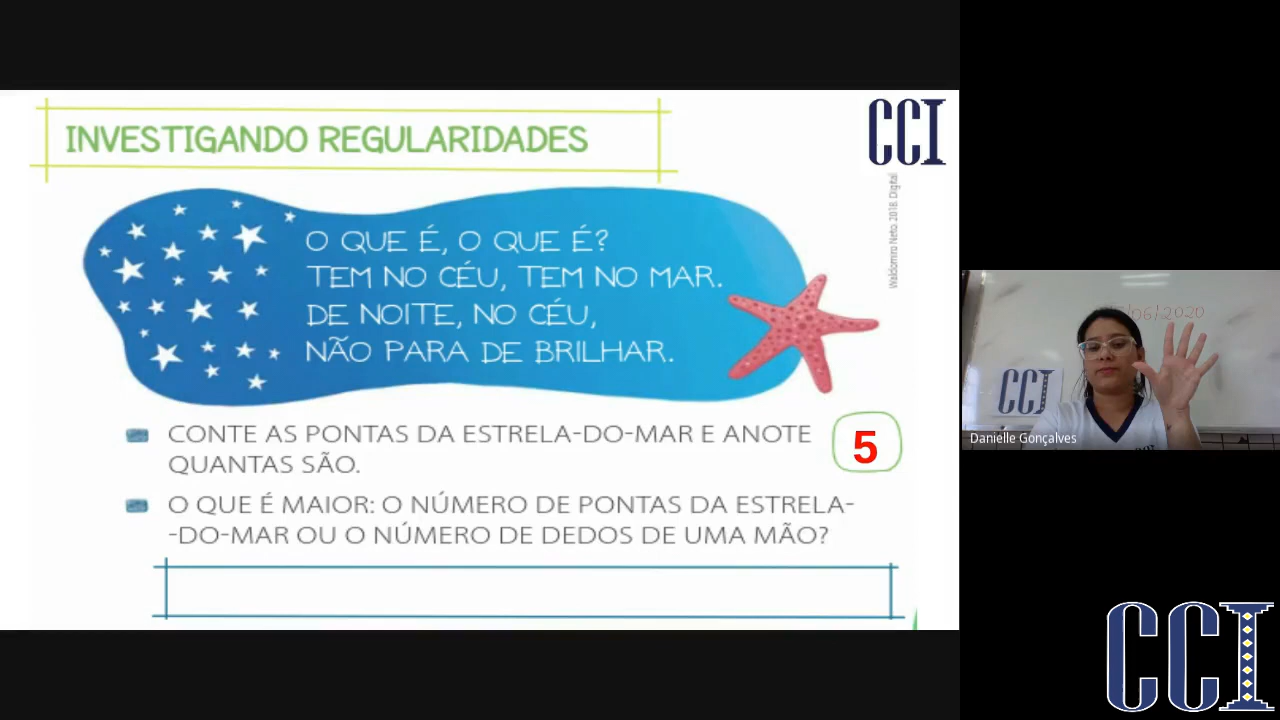 INVESTIGANDO REGULARIDADES
CCI
Waldomiro Neto. 2018. Digital
O QUE É, O QUE É?
TEM NO CÉU, TEM NO MAR.
DE NOITE, NO CÉU,
NÃO PARA DE BRILHAR.
CONTE AS PONTAS DA ESTRELA-DO-MAR E ANOTE
QUANTAS SÃO.
5
O QUE É MAIOR: O NÚMERO DE PONTAS DA ESTRELA-
-DO-MAR OU O NÚMERO DE DEDOS DE UMA MÃO?
/06/2020
CCI
Danielle Gonçalves
CCI